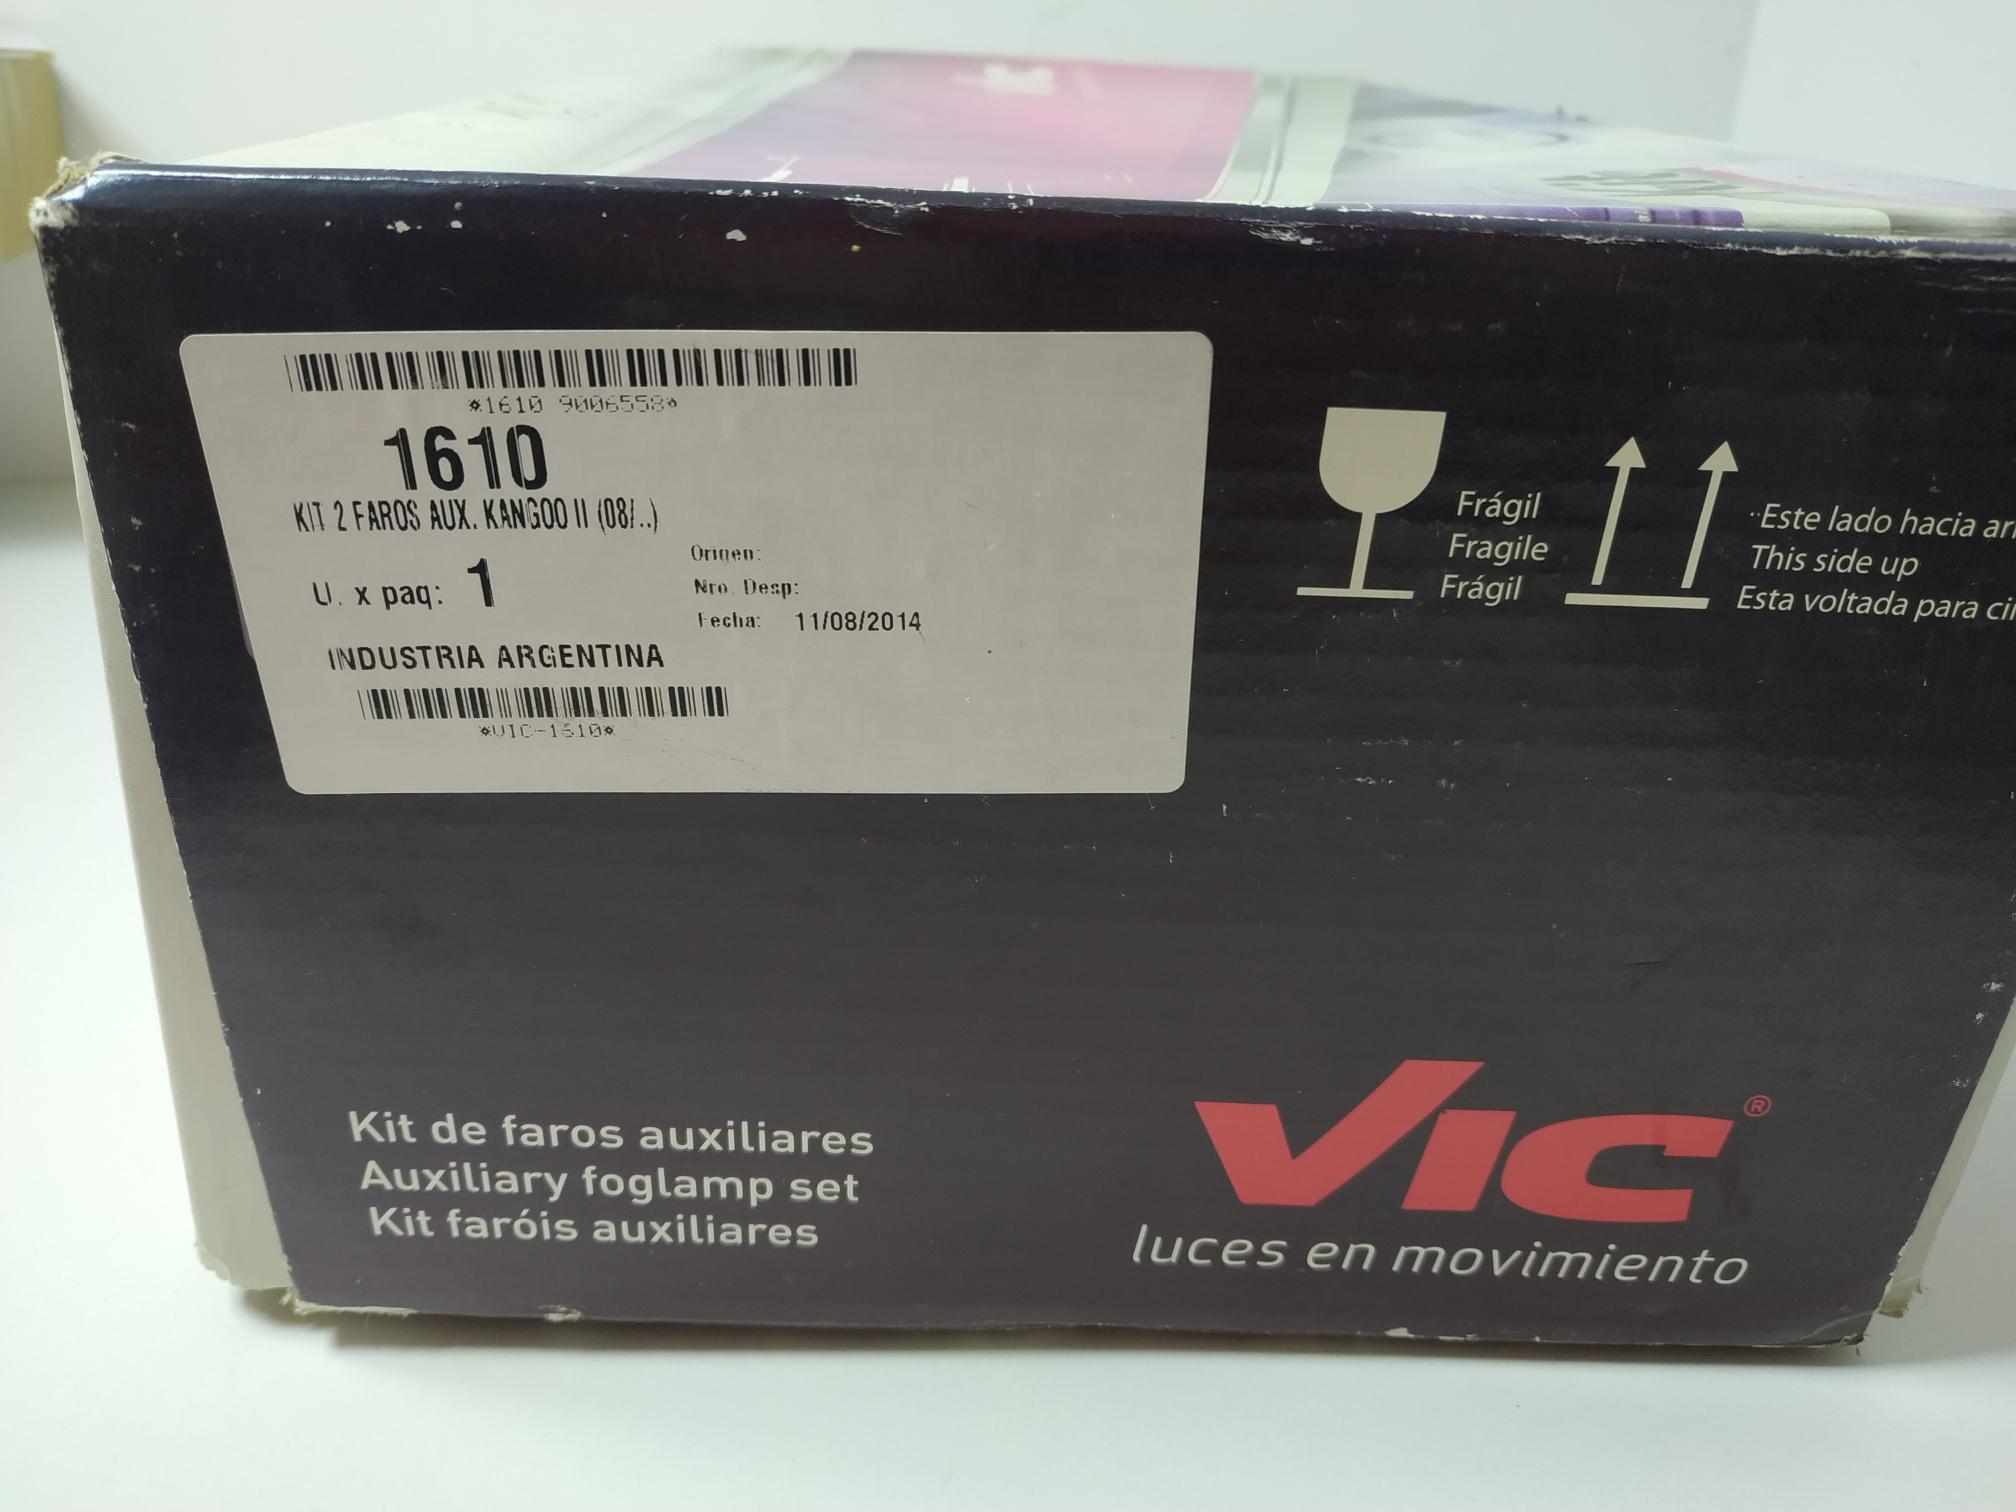 *1610 9006558*
1610
KIT 2 FAROS AUX. KANGOO II (08/..)
U. x paq: 1
Origen:
Nro. Desp:
Fecha: 11/08/2014
INDUSTRIA ARGENTINA
*VIC-1610*
Frágil
Fragile
Frágil
Este lado hacia
This side up
Esta voltada para
Kit de faros auxiliares
Auxiliary foglamp set
Kit faróis auxiliares
VIC®
luces en movimiento